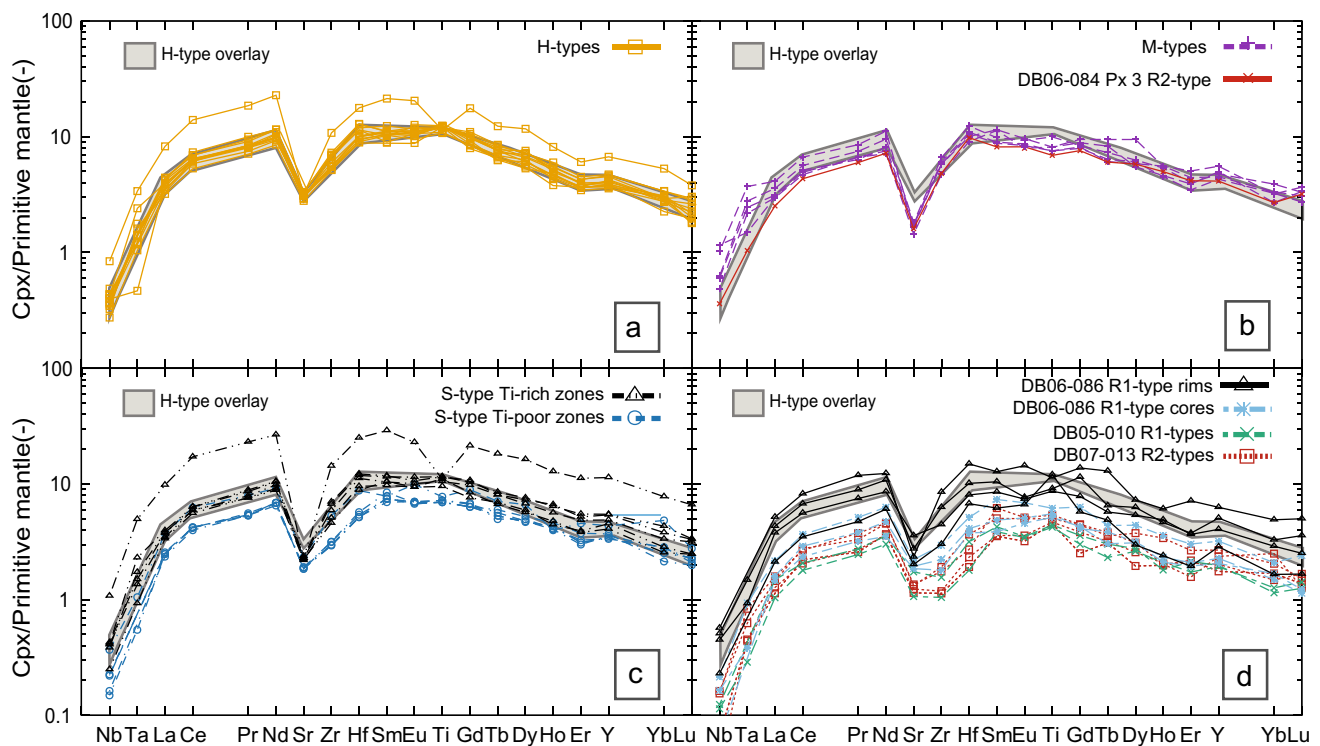 100
10
1
Cpx/Primitive mantle(-)
H-type overlay
H-types
a
H-type overlay
M-types
DB06-084 Px 3 R2-type
b
100
10
1
0.1
Cpx/Primitive mantle(-)
H-type overlay
S-type Ti-rich zones
S-type Ti-poor zones
c
H-type overlay
DB06-086 R1-type rims
DB06-086 R1-type cores
DB05-010 R1-types
DB07-013 R2-types
d
Nb Ta La Ce Pr Nd Sr Zr Hf Sm Eu Ti Gd Tb Dy Ho Er Y Yb Lu
Nb Ta La Ce Pr Nd Sr Zr Hf Sm Eu Ti Gd Tb Dy Ho Er Y Yb Lu